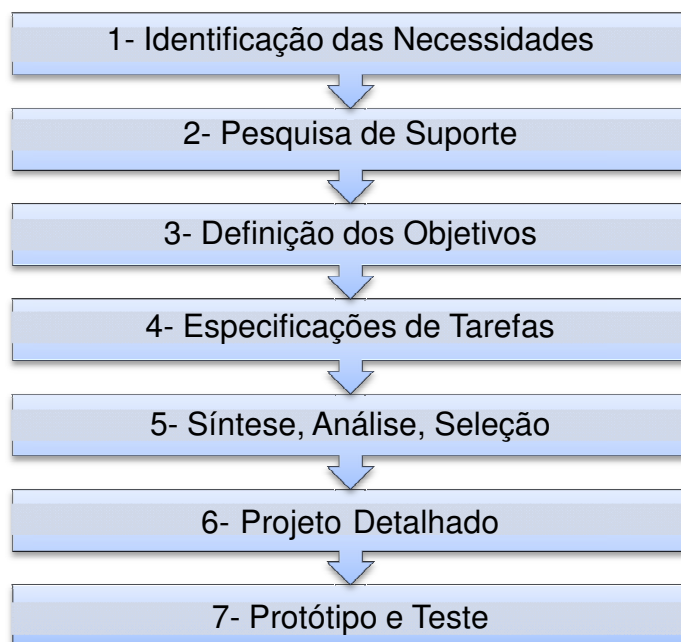 1- Identificação das Necessidades
2- Pesquisa de Suporte
3- Definição dos Objetivos
4- Especificações de Tarefas
5- Síntese, Análise, Seleção
6- Projeto Detalhado
7- Protótipo e Teste